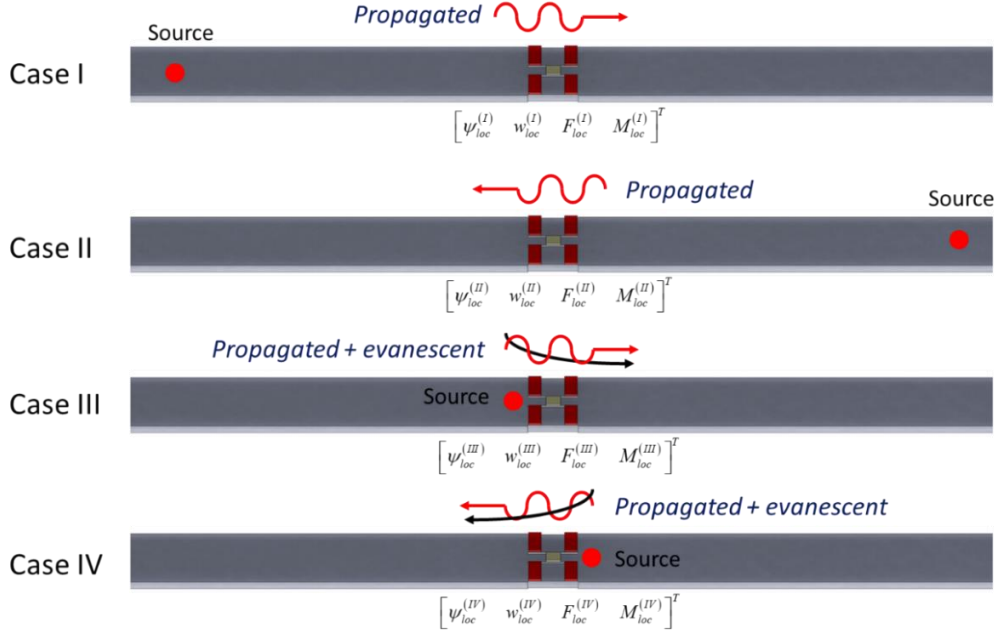 Propagated
Source
Case I
[ψ_loc^(I) w_loc^(I) F_loc^(I) M_loc^(I)]^T
Propagated
Source
Case II
[ψ_loc^(II) w_loc^(II) F_loc^(II) M_loc^(II)]^T
Propagated + evanescent
Source
Case III
[ψ_loc^(III) w_loc^(III) F_loc^(III) M_loc^(III)]^T
Propagated + evanescent
Case IV
Source
[ψ_loc^(IV) w_loc^(IV) F_loc^(IV) M_loc^(IV)]^T